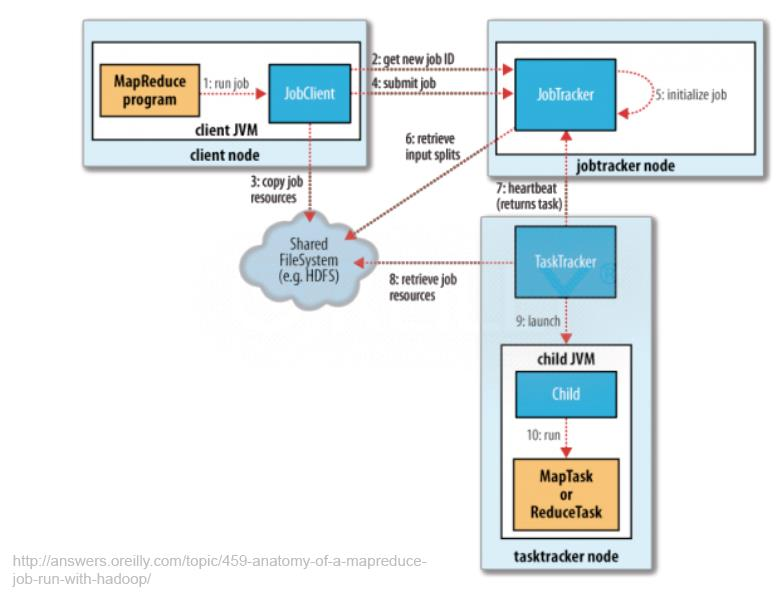 MapReduce
program
1: run job
JobClient
client JVM
client node
2: get new job ID
4: submit job
JobTracker
5: initialize job
jobtracker node
3: copy job
resources
6: retrieve
input splits
7: heartbeat
(returns task)
Shared
FileSystem
(e.g. HDFS)
8: retrieve job
resources
TaskTracker
9: launch
child JVM
Child
10: run
MapTask
or
ReduceTask
tasktracker node
http://answers.oreilly.com/topic/459-anatomy-of-a-mapreduce-
job-run-with-hadoop/